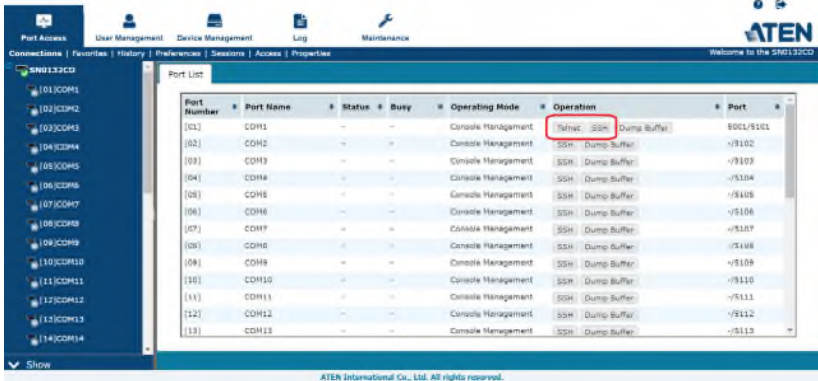 Port Access
User Management
Device Management
Log
Maintenance
ATEN
Connections | Favorites | History | Preferences | Sessions | Access | Properties
Welcome to the SN0132CO
SN0132CO
[01]COM1
[02]COM2
[03]COM3
[04]COM4
[05]COM5
[06]COM6
[07]COM7
[08]COM8
[09]COM9
[10]COM10
[11]COM11
[12]COM12
[13]COM13
[14]COM14
Show
Port List
Port Number Port Name Status Busy Operating Mode Operation Port
[01] COM1 -- -- Console Management Telnet SSH Dump Buffer 5001/5101
[02] COM2 -- -- Console Management SSH Dump Buffer -/5102
[03] COM3 -- -- Console Management SSH Dump Buffer -/5103
[04] COM4 -- -- Console Management SSH Dump Buffer -/5104
[05] COM5 -- -- Console Management SSH Dump Buffer -/5105
[06] COM6 -- -- Console Management SSH Dump Buffer -/5106
[07] COM7 -- -- Console Management SSH Dump Buffer -/5107
[08] COM8 -- -- Console Management SSH Dump Buffer -/5108
[09] COM9 -- -- Console Management SSH Dump Buffer -/5109
[10] COM10 -- -- Console Management SSH Dump Buffer -/5110
[11] COM11 -- -- Console Management SSH Dump Buffer -/5111
[12] COM12 -- -- Console Management SSH Dump Buffer -/5112
[13] COM13 -- -- Console Management SSH Dump Buffer -/5113
ATEN International Co., Ltd. All rights reserved.